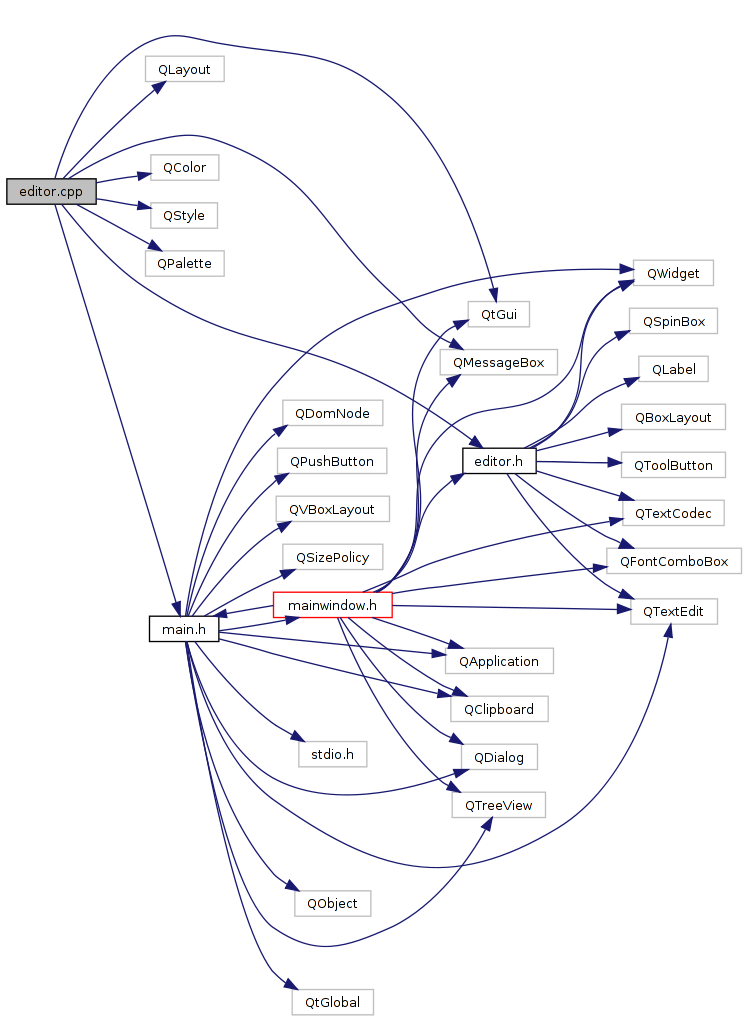 QLayout
QColor
editor.cpp
QStyle
QPalette
QWidget
QtGui
QSpinBox
QMessageBox
QLabel
QDomNode
QBoxLayout
QPushButton
editor.h
QToolButton
QVBoxLayout
QTextCodec
QSizePolicy
QFontComboBox
mainwindow.h
QTextEdit
main.h
QApplication
QClipboard
stdio.h
QDialog
QTreeView
QObject
QtGlobal